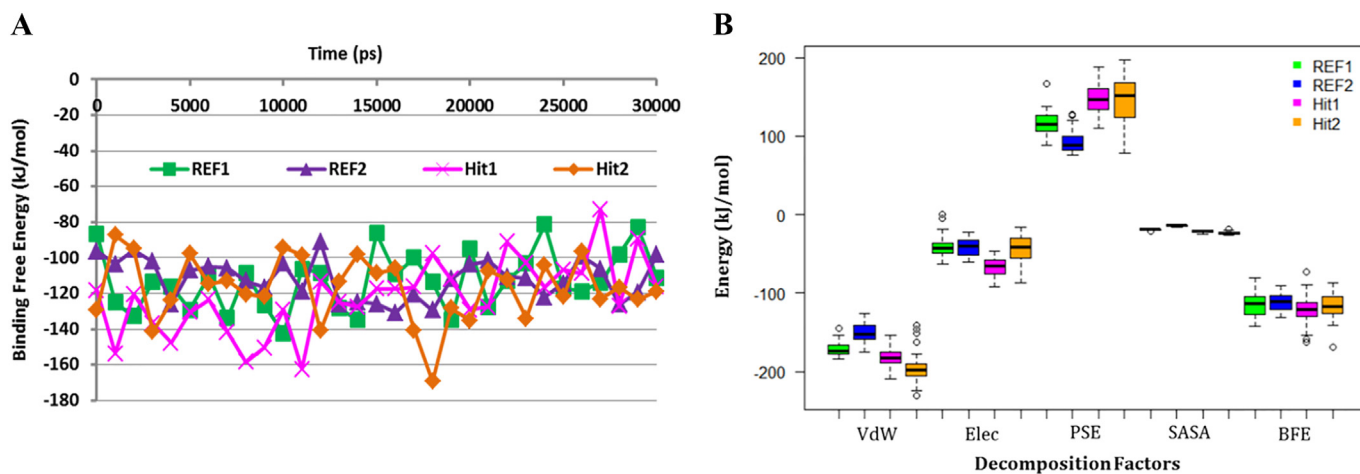 A
Time (ps)
0 5000 10000 15000 20000 25000 30000
0
-20
-40
-60
-80
-100
-120
-140
-160
-180
Binding Free Energy (kJ/mol)
REF1 REF2 Hit1 Hit2
B
200
100
0
-100
-200
Energy (kJ/mol)
REF1
REF2
Hit1
Hit2
VdW Elec PSE SASA BFE
Decomposition Factors